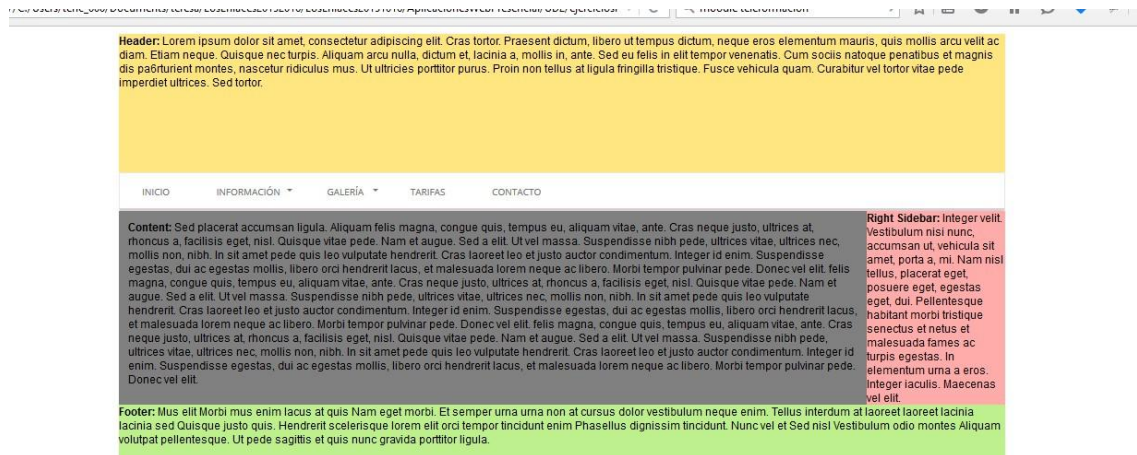 Header: Lorem ipsum dolor sit amet, consectetur adipiscing elit. Cras tortor. Praesent dictum, libero ut tempus dictum, neque eros elementum mauris, quis mollis arcu velit ac
diam. Etiam neque. Quisque nec turpis. Aliquam arcu nulla, dictum et, lacinia a, mollis in, ante. Sed eu felis in elit tempor venenatis. Cum sociis natoque penatibus et magnis
dis pa6rturient montes, nascetur ridiculus mus. Ut ultricies porttitor purus. Proin non tellus at ligula fringilla tristique. Fusce vehicula quam. Curabitur vel tortor vitae pede
imperdiet ultrices. Sed tortor.
INICIO INFORMACIÓN GALERÍA TARIFAS CONTACTO
Content: Sed placerat accumsan ligula. Aliquam felis magna, congue quis, tempus eu, aliquam vitae, ante. Cras neque justo, ultrices at,
rhoncus a, facilisis eget, nisl. Quisque vitae pede. Nam et augue. Sed a elit. Ut vel massa. Suspendisse nibh pede, ultrices vitae, ultrices nec,
mollis non, nibh. In sit amet pede quis leo vulputate hendrerit. Cras laoreet leo et justo auctor condimentum. Integer id enim. Suspendisse
egestas, dui ac egestas mollis, libero orci hendrerit lacus, et malesuada lorem neque ac libero. Morbi tempor pulvinar pede. Donec vel elit. felis
magna, congue quis, tempus eu, aliquam vitae, ante. Cras neque justo, ultrices at, rhoncus a, facilisis eget, nisl. Quisque vitae pede. Nam et
augue. Sed a elit. Ut vel massa. Suspendisse nibh pede, ultrices vitae, ultrices nec, mollis non, nibh. In sit amet pede quis leo vulputate
hendrerit. Cras laoreet leo et justo auctor condimentum. Integer id enim. Suspendisse egestas, dui ac egestas mollis, libero orci hendrerit lacus,
et malesuada lorem neque ac libero. Morbi tempor pulvinar pede. Donec vel elit. felis magna, congue quis, tempus eu, aliquam vitae, ante. Cras
neque justo, ultrices at, rhoncus a, facilisis eget, nisl. Quisque vitae pede. Nam et augue. Sed a elit. Ut vel massa. Suspendisse nibh pede,
ultrices vitae, ultrices nec, mollis non, nibh. In sit amet pede quis leo vulputate hendrerit. Cras laoreet leo et justo auctor condimentum. Integer id
enim. Suspendisse egestas, dui ac egestas mollis, libero orci hendrerit lacus, et malesuada lorem neque ac libero. Morbi tempor pulvinar pede.
Donec vel elit.
Right Sidebar: Integer velit.
Vestibulum nisi nunc,
accumsan ut, vehicula sit
amet, porta a, mi. Nam nisl
tellus, placerat eget,
posuere eget, egestas
eget, dui. Pellentesque
habitant morbi tristique
senectus et netus et
malesuada fames ac
turpis egestas. In
elementum urna a eros.
Integer iaculis. Maecenas
vel elit.
Footer: Mus elit Morbi mus enim lacus at quis Nam eget morbi. Et semper urna urna non at cursus dolor vestibulum neque enim. Tellus interdum at laoreet laoreet lacinia
lacinia sed Quisque justo quis. Hendrerit scelerisque lorem elit orci tempor tincidunt enim Phasellus dignissim tincidunt. Nunc vel et Sed nisl Vestibulum odio montes Aliquam
volutpat pellentesque. Ut pede sagittis et quis nunc gravida porttitor ligula.